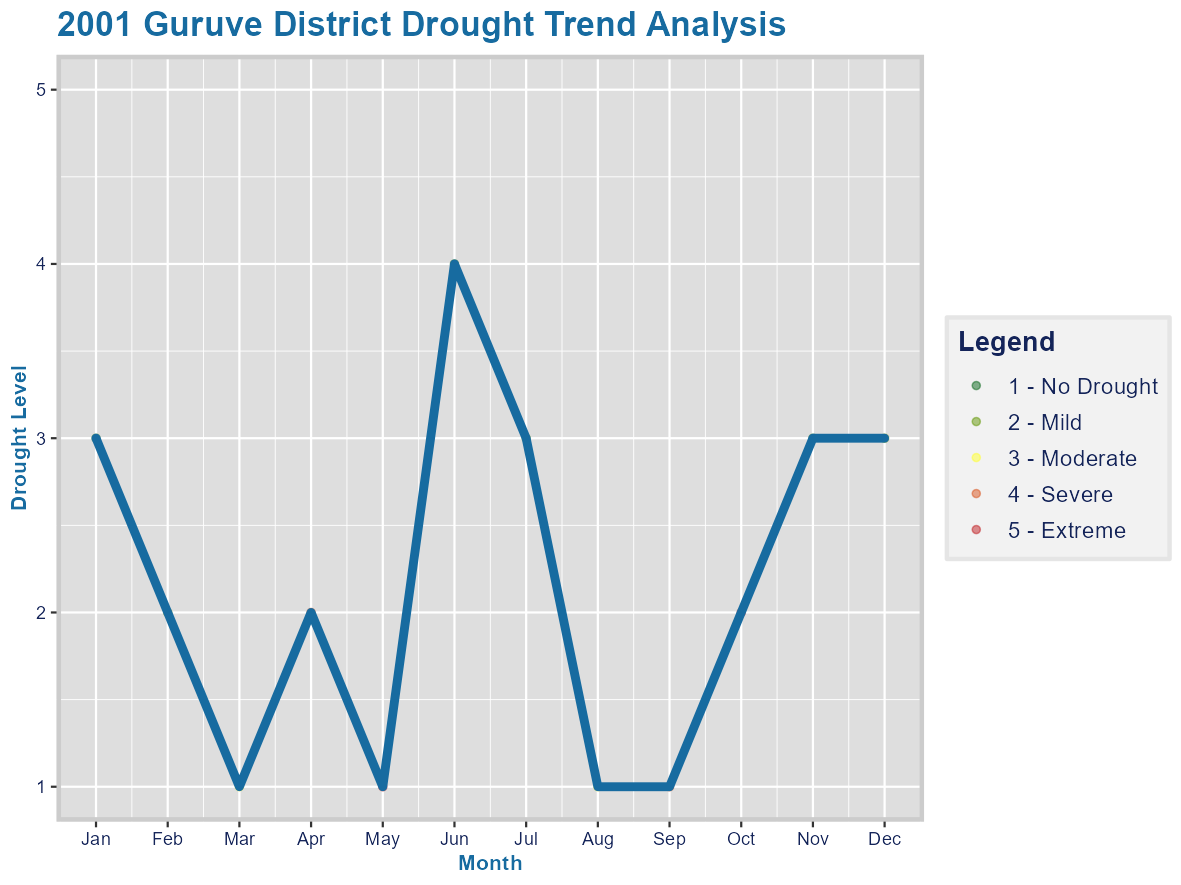 2001 Guruve District Drought Trend Analysis
Drought Level
5
4
3
2
1
Jan Feb Mar Apr May Jun Jul Aug Sep Oct Nov Dec
Month
Legend
1 - No Drought
2 - Mild
3 - Moderate
4 - Severe
5 - Extreme